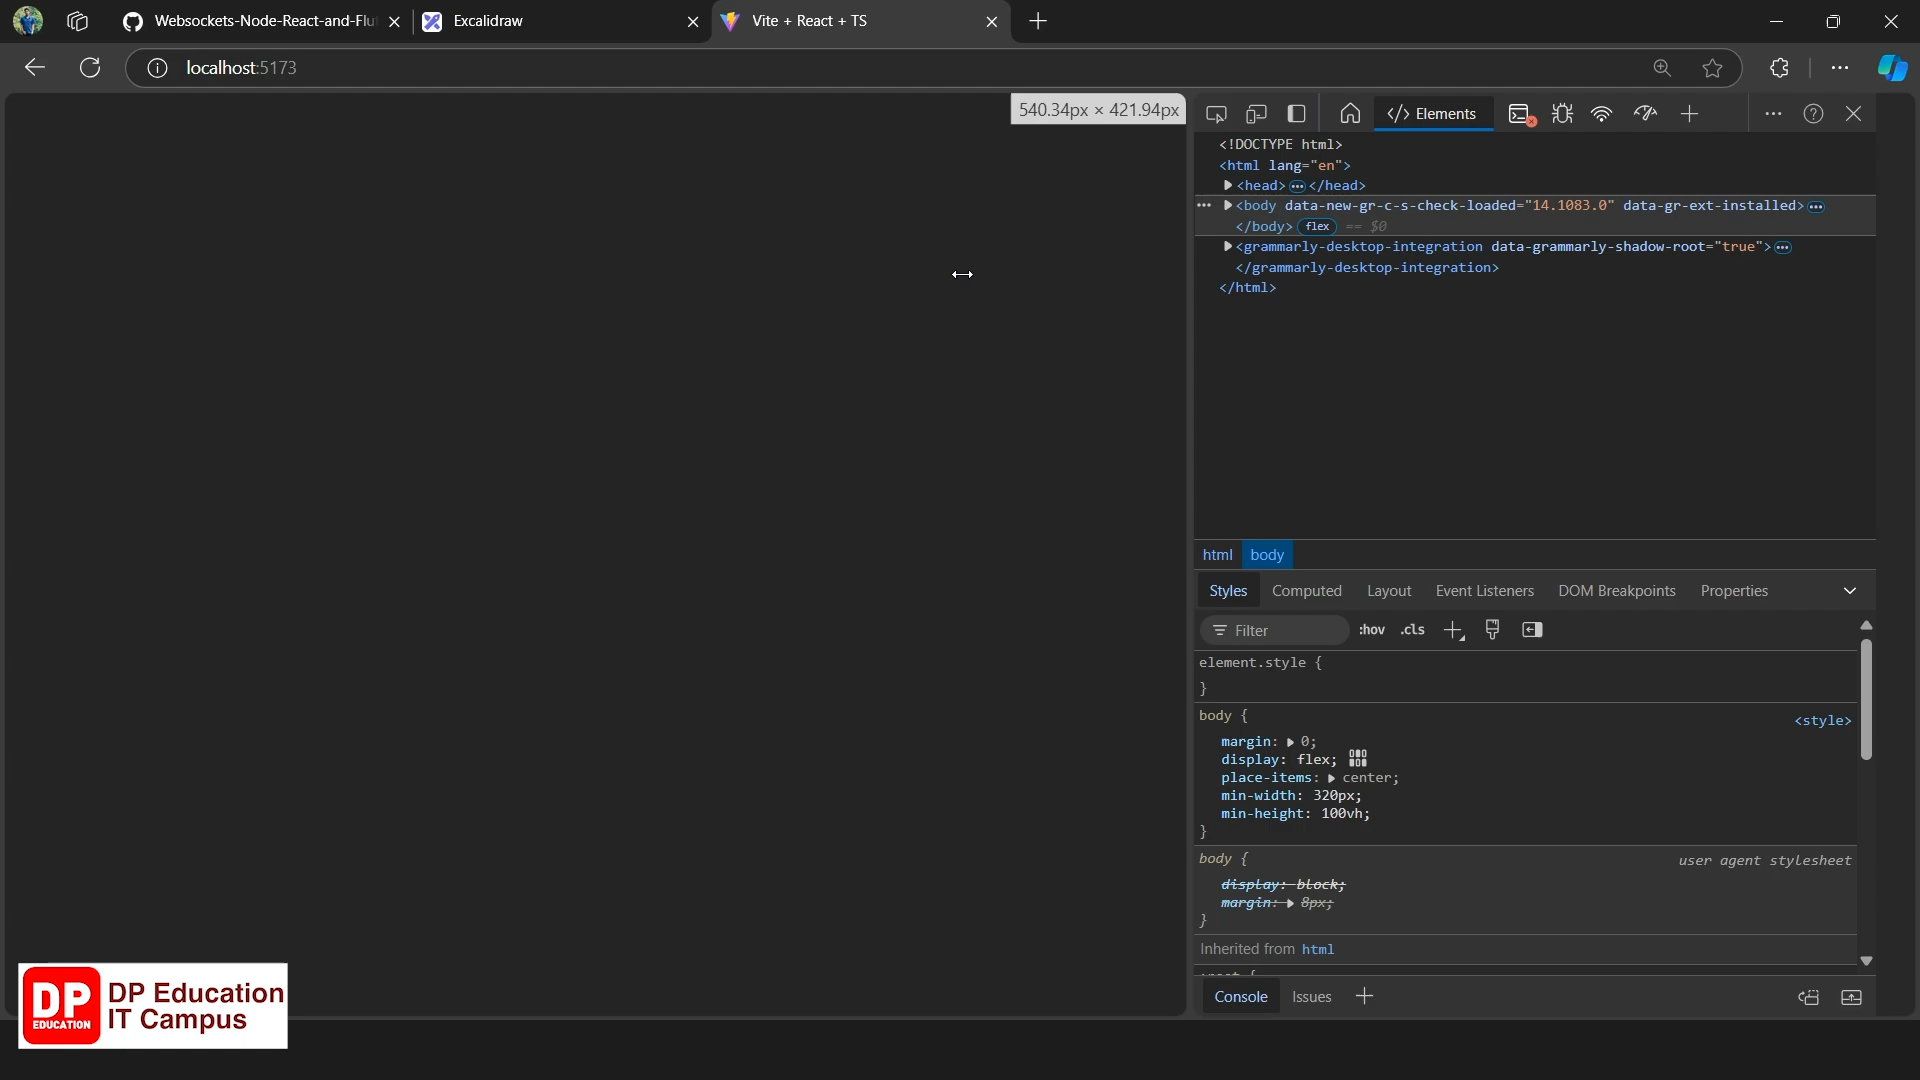 Websockets-Node-React-and-Flu
Excalidraw
Vite + React + TS
localhost:5173
540.34px × 421.94px
</> Elements
<!DOCTYPE html>
<html lang="en">
<head>…</head>
<body data-new-gr-c-s-check-loaded="14.1083.0" data-gr-ext-installed>…
</body> flex == $0
<grammarly-desktop-integration data-grammarly-shadow-root="true">…
</grammarly-desktop-integration>
</html>
html body
Styles Computed Layout Event Listeners DOM Breakpoints Properties
Filter :hov .cls
element.style {
}
body { <style>
margin: 0;
display: flex;
place-items: center;
min-width: 320px;
min-height: 100vh;
}
body { user agent stylesheet
display: block;
margin: 8px;
}
Inherited from html
Console Issues
DP EDUCATION
DP Education
IT Campus